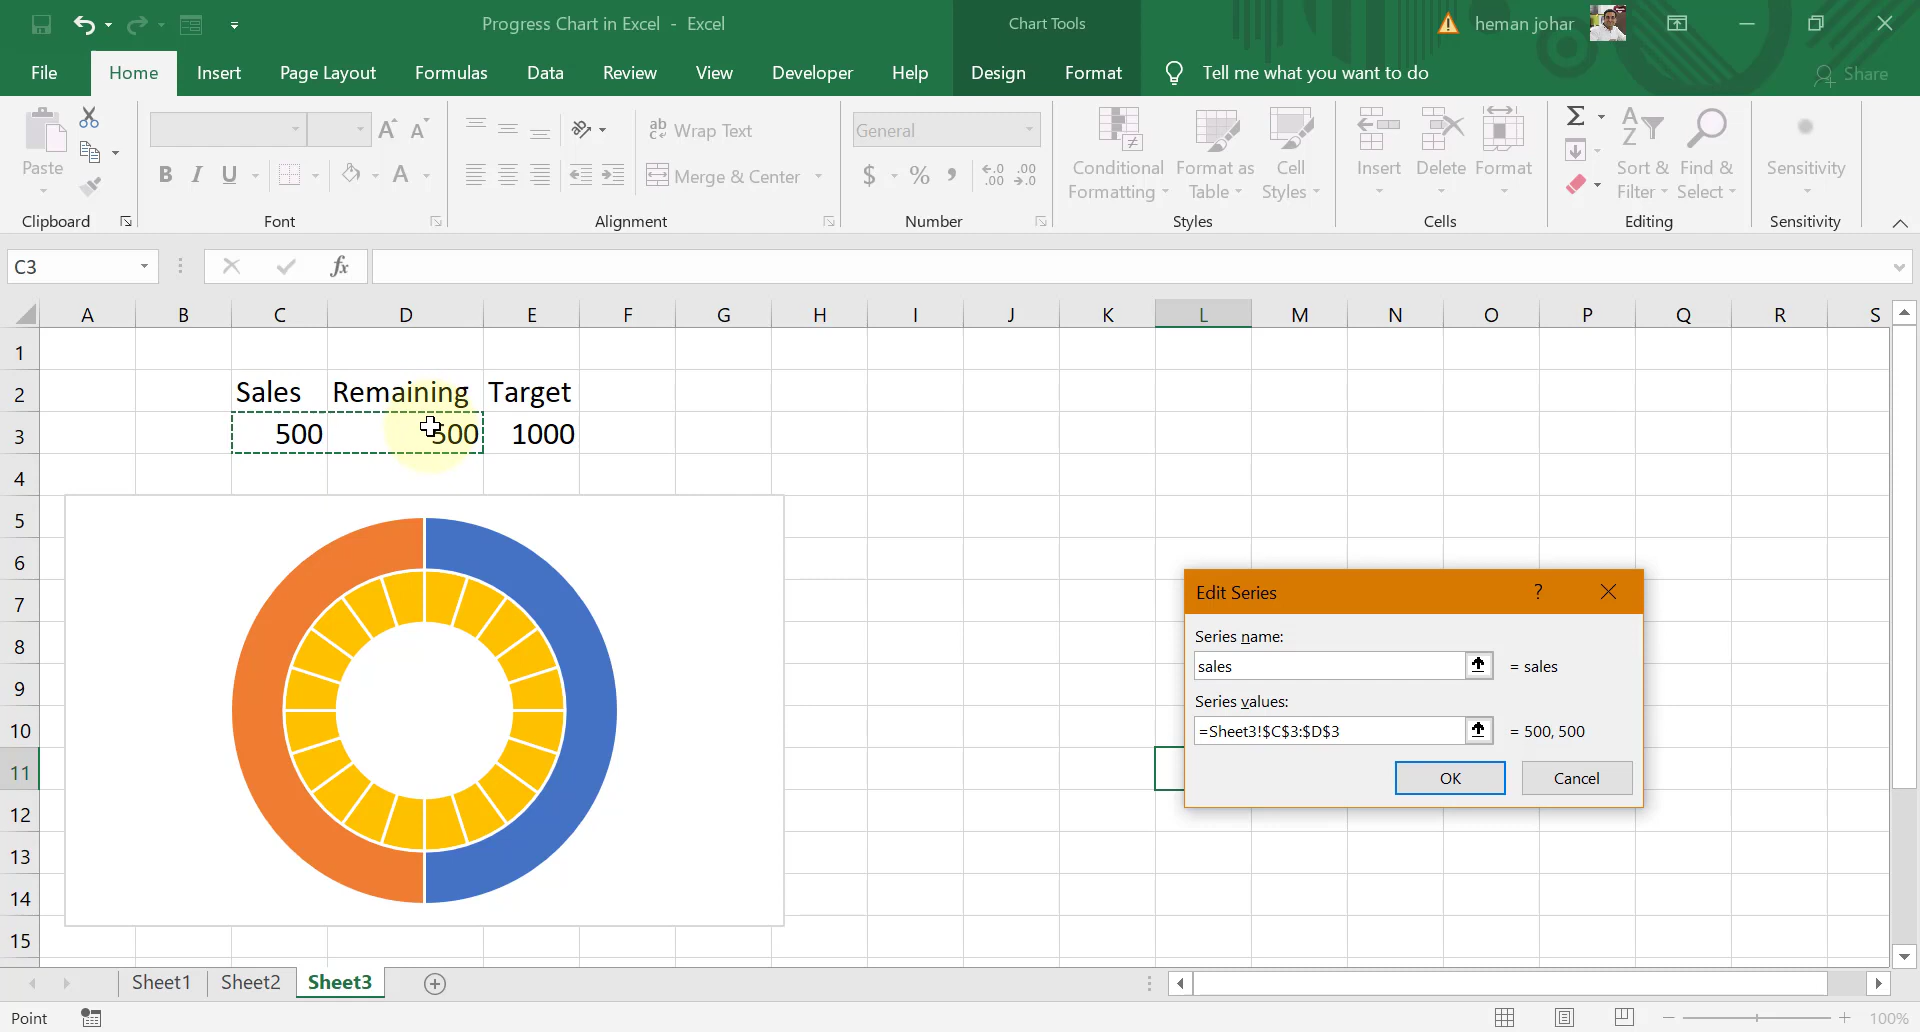 Progress Chart in Excel - Excel
Chart Tools
heman johar
File Home Insert Page Layout Formulas Data Review View Developer Help Design Format Tell me what you want to do Share
Paste
Wrap Text
Merge & Center
General
$ % ,
B I U A
Conditional Formatting
Format as Table
Cell Styles
Insert Delete Format
Sort & Filter
Find & Select
Sensitivity
Clipboard Font Alignment Number Styles Cells Editing Sensitivity
C3 fx
A B C D E F G H I J K L M N O P Q R S
1
2 Sales Remaining Target
3 500 500 1000
4
5
6
7
8
9
10
11
12
13
14
15
Edit Series ?
Series name:
sales = sales
Series values:
=Sheet3!$C$3:$D$3 = 500, 500
OK Cancel
Sheet1 Sheet2 Sheet3
Point 100%